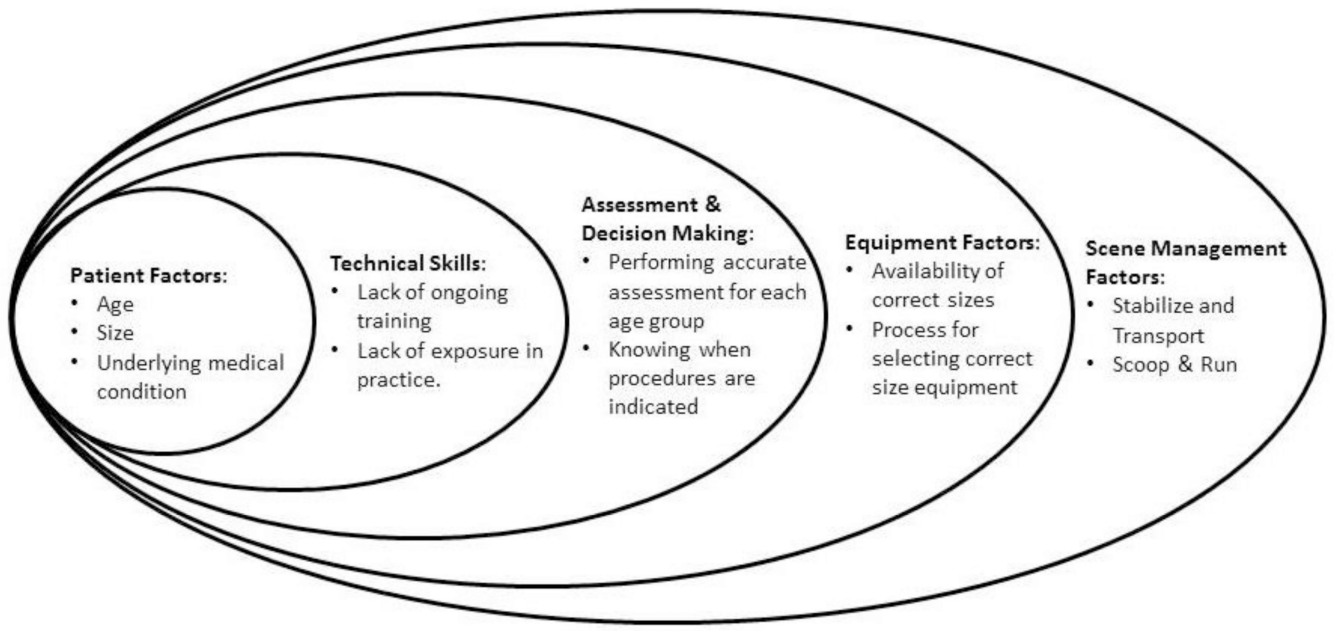 Patient Factors:
• Age
• Size
• Underlying medical
condition
Technical Skills:
• Lack of ongoing
training
• Lack of exposure in
practice.
Assessment &
Decision Making:
• Performing accurate
assessment for each
age group
• Knowing when
procedures are
indicated
Equipment Factors:
• Availability of
correct sizes
• Process for
selecting correct
size equipment
Scene Management
Factors:
• Stabilize and
Transport
• Scoop & Run